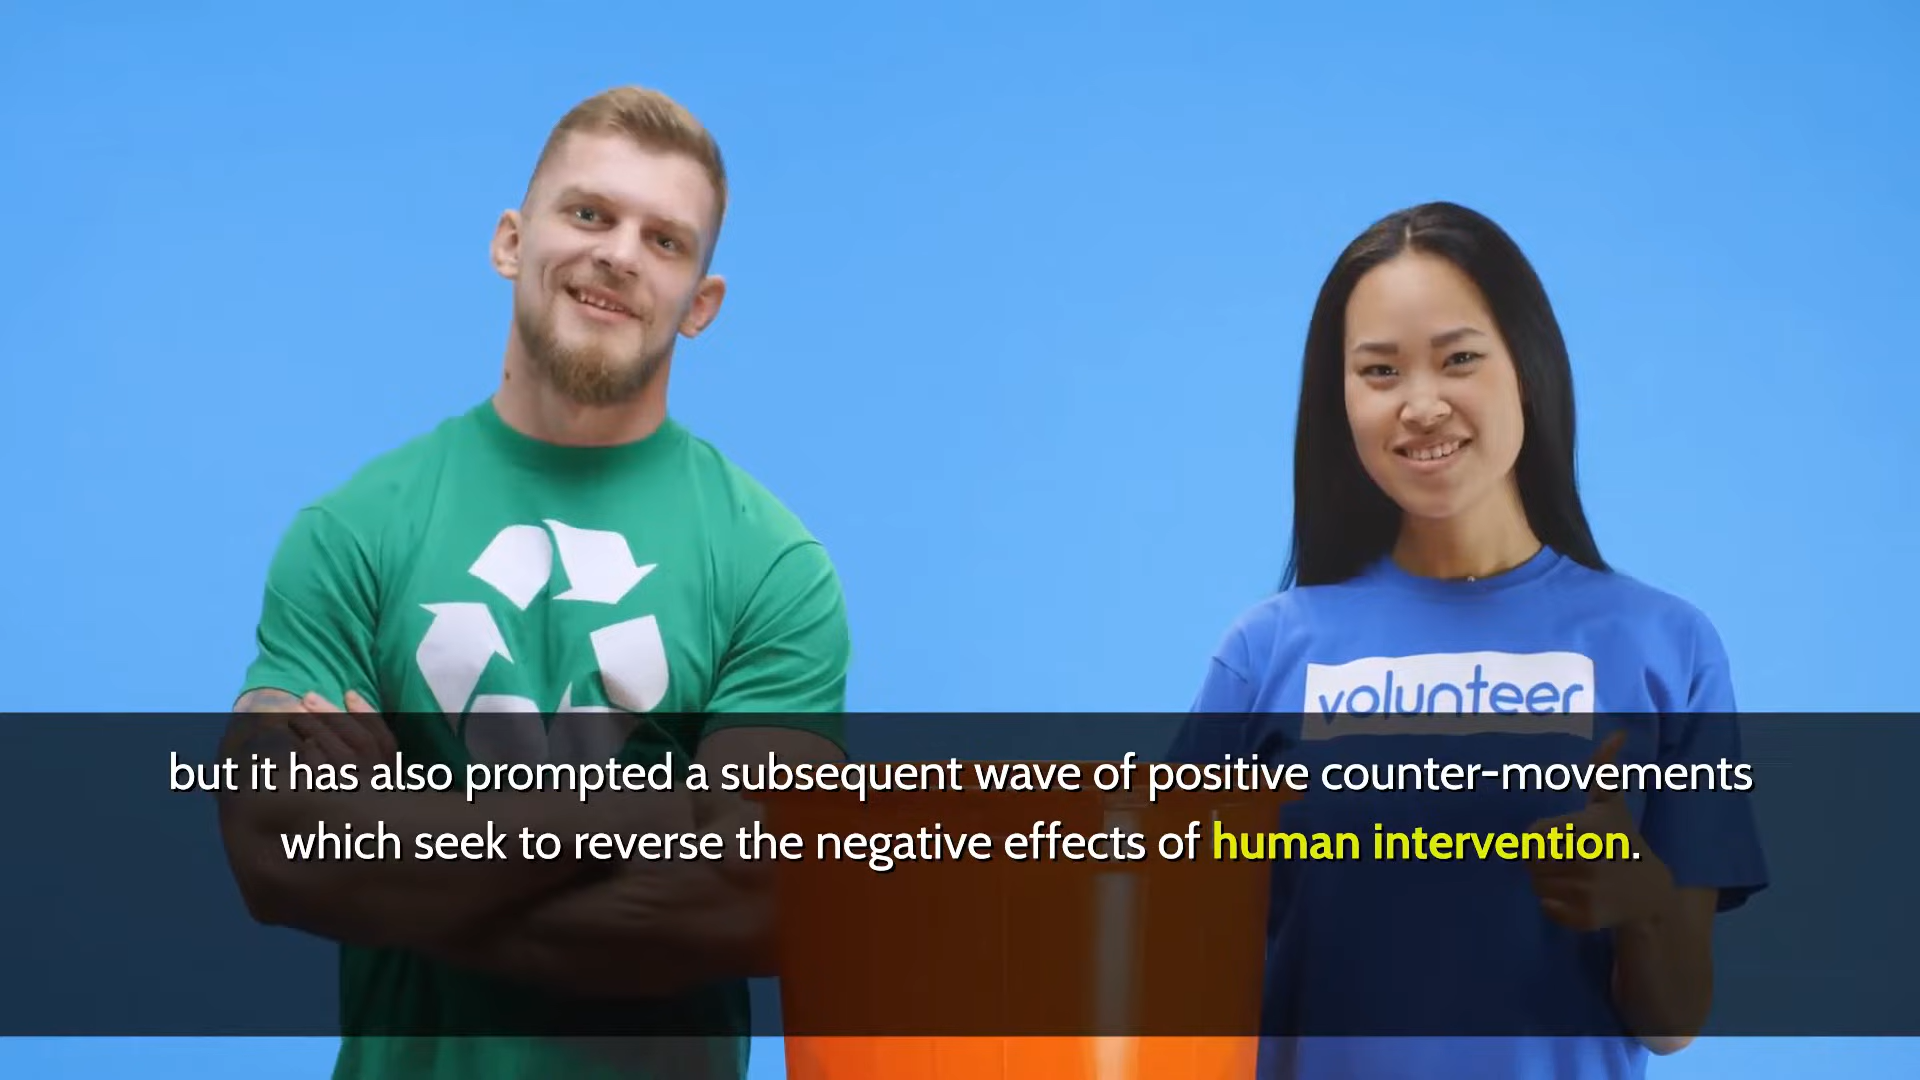 volunteer
but it has also prompted a subsequent wave of positive counter-movements
which seek to reverse the negative effects of human intervention.